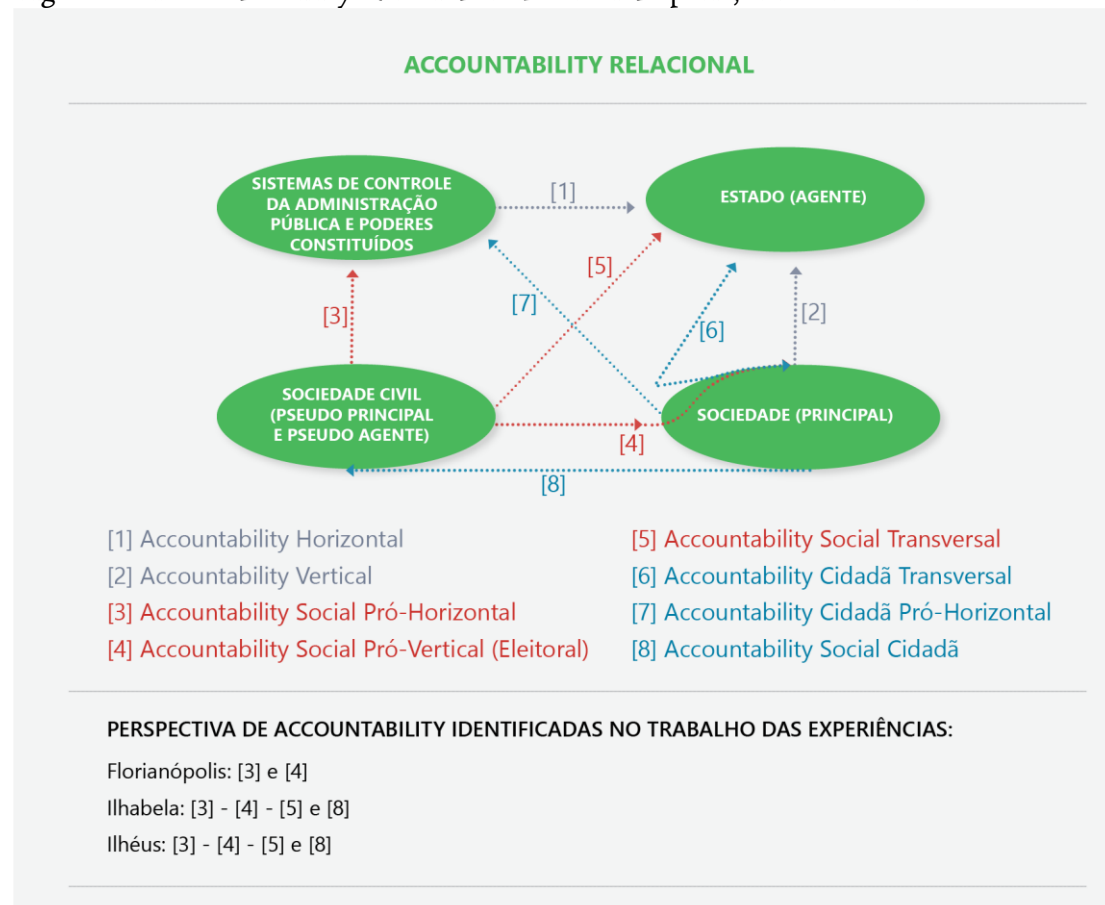 ACCOUNTABILITY RELACIONAL
SISTEMAS DE CONTROLE
DA ADMINISTRAÇÃO
PÚBLICA E PODERES
CONSTITUÍDOS
[1]
ESTADO (AGENTE)
[5]
[3]
[7]
[6]
[2]
SOCIEDADE CIVIL
(PSEUDO PRINCIPAL
E PSEUDO AGENTE)
SOCIEDADE (PRINCIPAL)
[4]
[8]
[1] Accountability Horizontal
[2] Accountability Vertical
[3] Accountability Social Pró-Horizontal
[4] Accountability Social Pró-Vertical (Eleitoral)
[5] Accountability Social Transversal
[6] Accountability Cidadã Transversal
[7] Accountability Cidadã Pró-Horizontal
[8] Accountability Social Cidadã
PERSPECTIVA DE ACCOUNTABILITY IDENTIFICADAS NO TRABALHO DAS EXPERIÊNCIAS:
Florianópolis: [3] e [4]
Ilhabela: [3] - [4] - [5] e [8]
Ilhéus: [3] - [4] - [5] e [8]